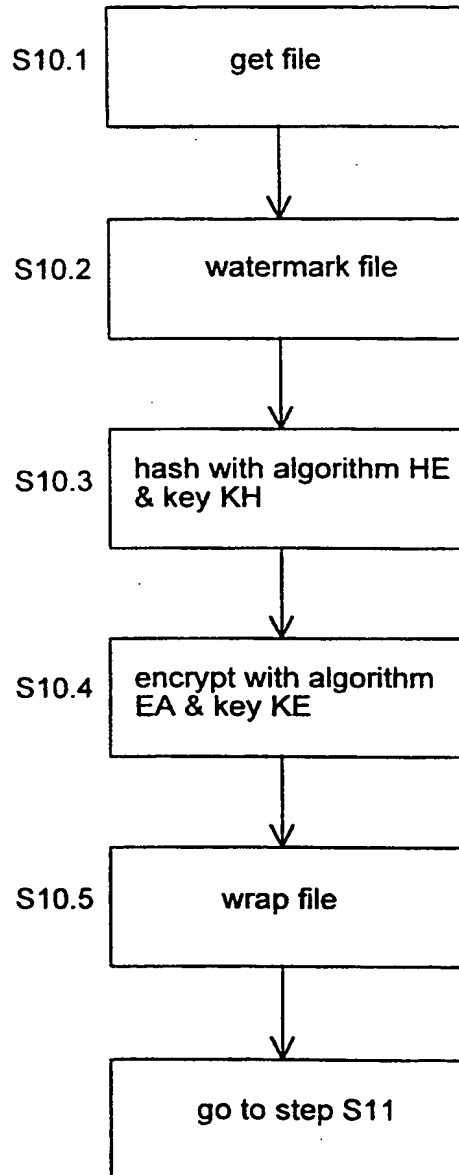 S10.1 get file
S10.2 watermark file
S10.3 hash with algorithm HE
& key KH
S10.4 encrypt with algorithm
EA & key KE
S10.5 wrap file
go to step S11